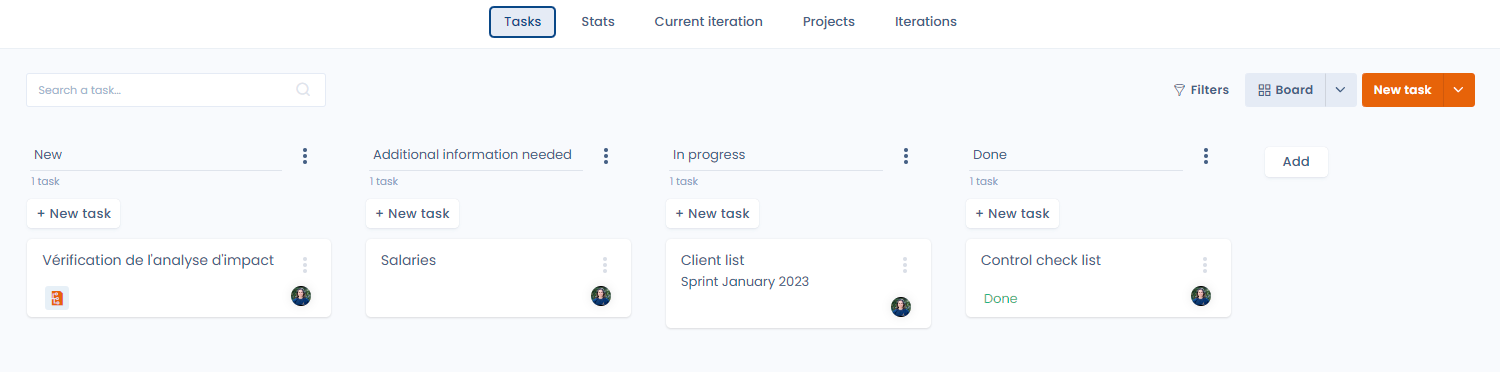 Tasks Stats Current iteration Projects Iterations
Search a task... Filters Board New task
New Additional information needed In progress Done Add
1 task 1 task 1 task 1 task
+ New task + New task + New task + New task
Vérification de l'analyse d'impact Salaries Client list Control check list
Sprint January 2023
Done